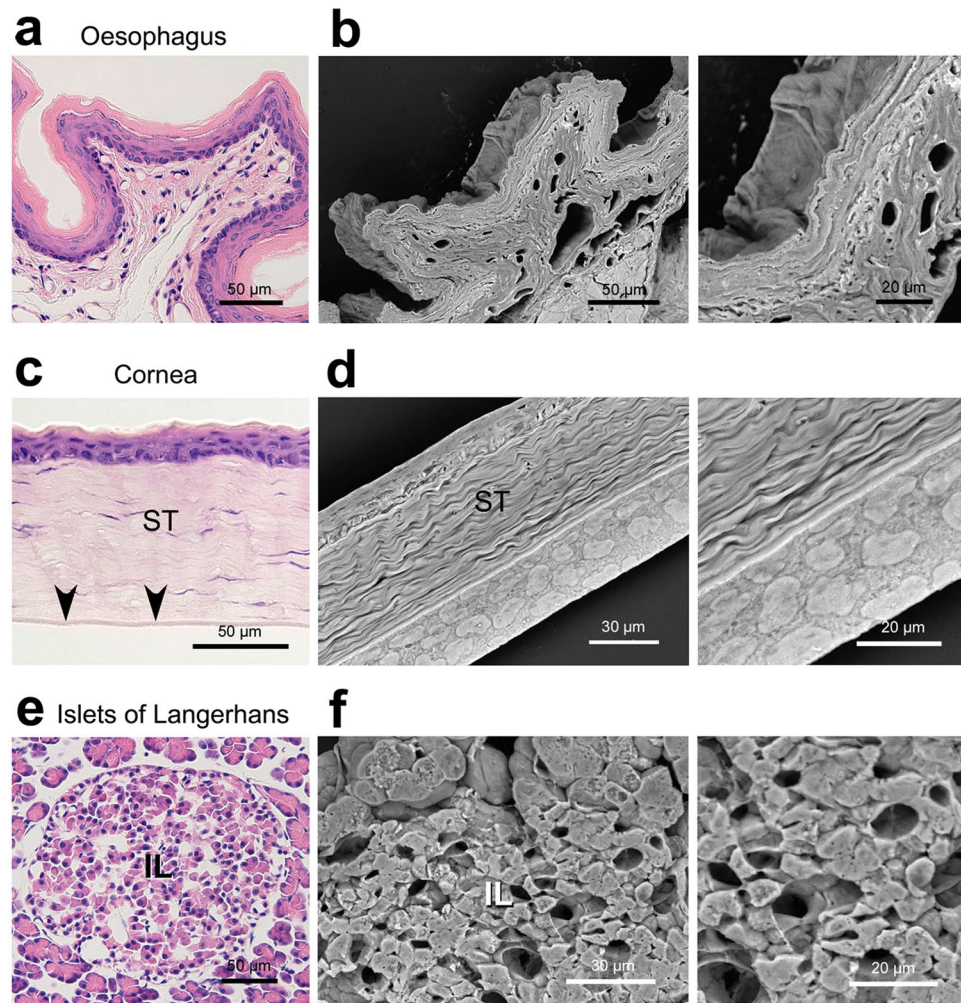 a
Oesophagus
b
50 µm
50 µm
20 µm
c
Cornea
d
ST
50 µm
ST
30 µm
20 µm
e
Islets of Langerhans
f
IL
50 µm
IL
30 µm
20 µm